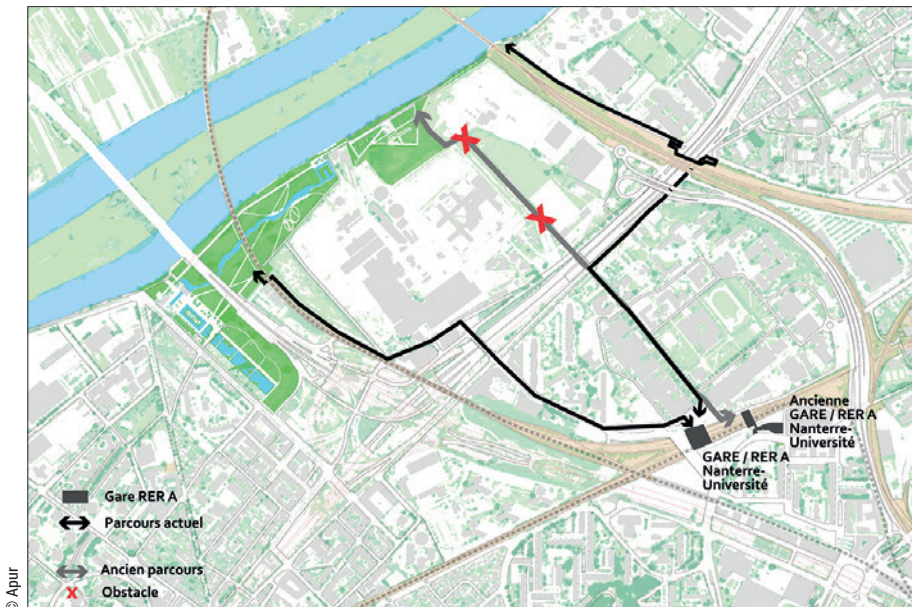 Ancienne
GARE / RER A
Nanterre-
Université
GARE / RER A
Nanterre-
Université
Gare RER A
Parcours actuel
Ancien parcours
Obstacle
© Apur